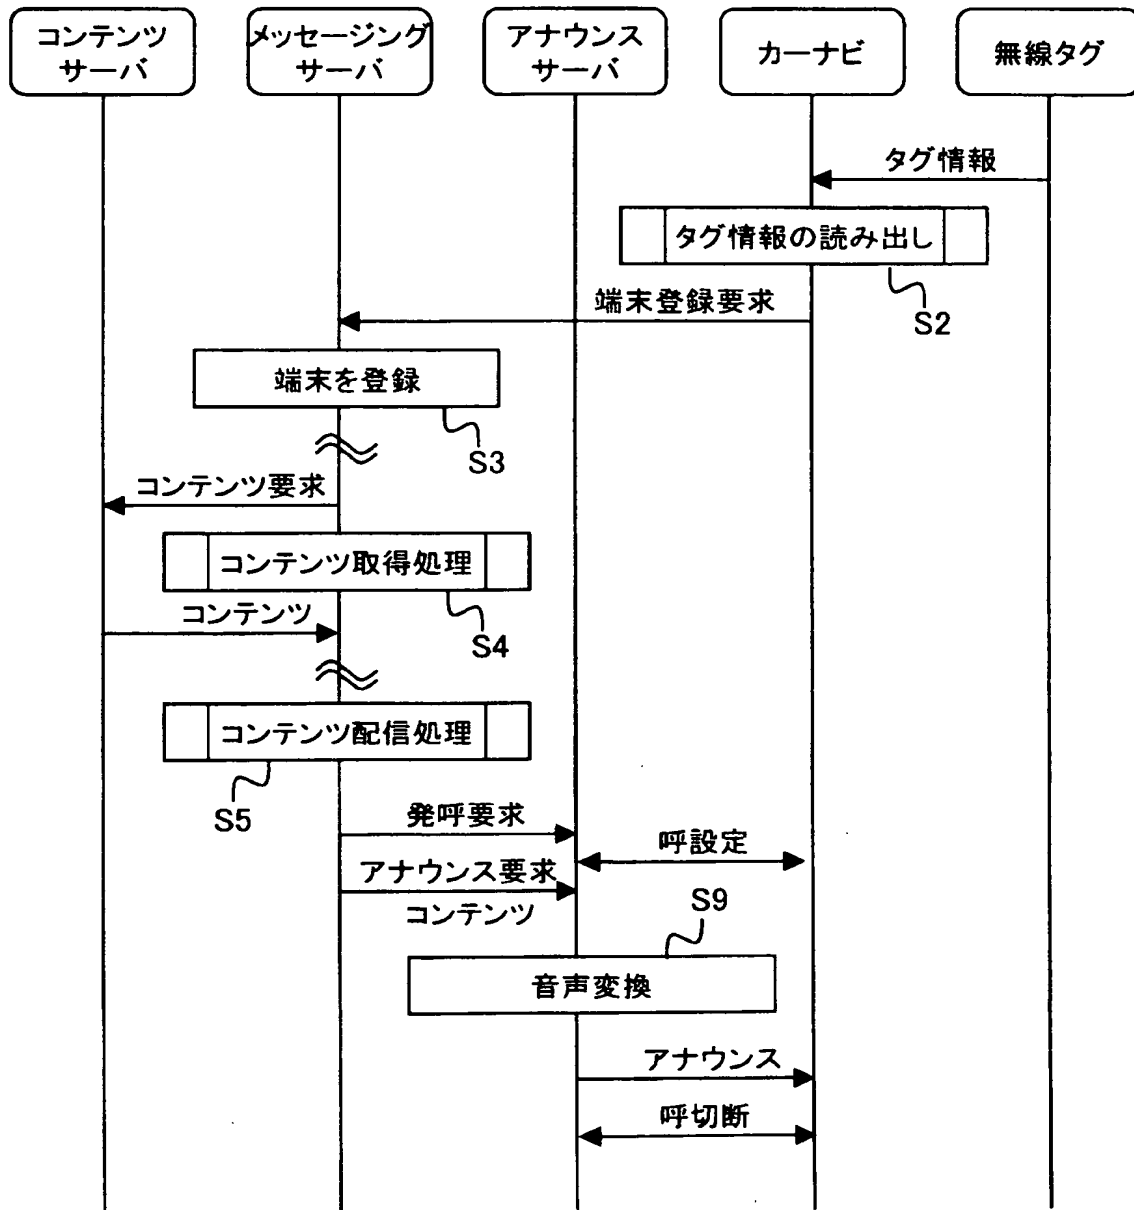 コンテンツ
サーバ
メッセージング
サーバ
アナウンス
サーバ
カーナビ
無線タグ
タグ情報
タグ情報の読み出し
S2
端末登録要求
端末を登録
S3
コンテンツ要求
コンテンツ取得処理
S4
コンテンツ
コンテンツ配信処理
S5
発呼要求
呼設定
アナウンス要求
コンテンツ
S9
音声変換
アナウンス
呼切断